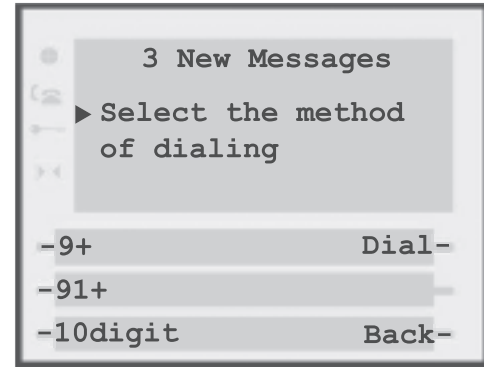 3 New Messages
▶ Select the method
of dialing
-9+ Dial-
-91+ -
-10digit Back-